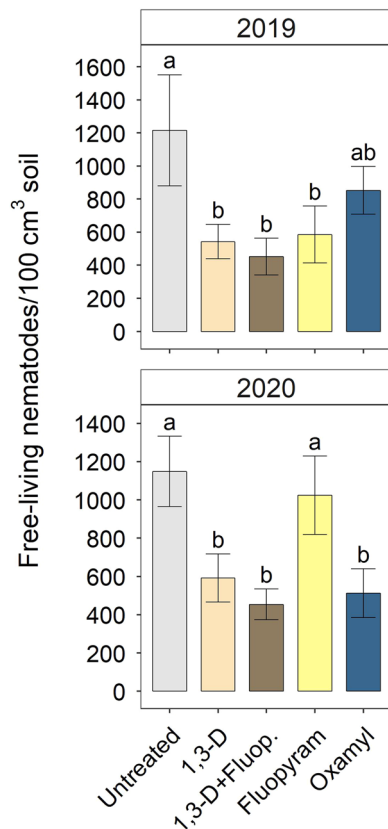 2019
Free-living nematodes/100 cm³ soil
1600
1400
1200
1000
800
600
400
200
0
a
b
b
b
ab
2020
1400
1200
1000
800
600
400
200
0
a
b
b
a
b
Untreated
1,3-D
1,3-D+Fluop.
Fluopyram
Oxamyl